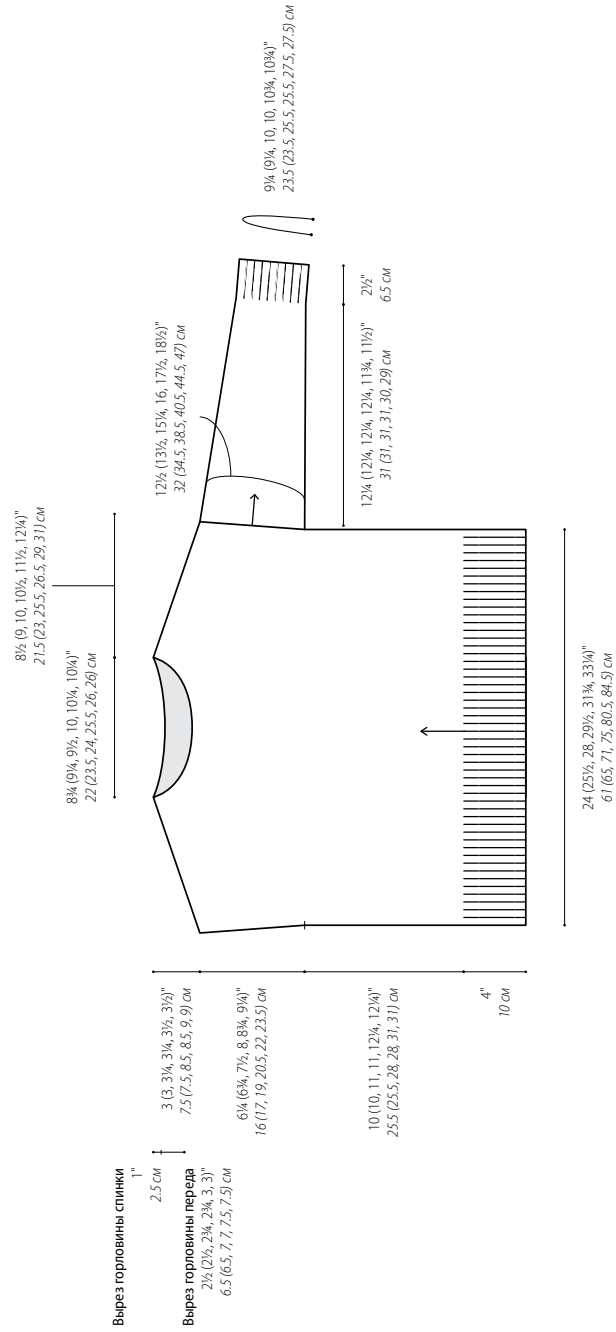 8½ (9, 10, 10½, 11½, 12¼)"
21.5 (23, 25.5, 26.5, 29, 31) см
8¾ (9¼, 9½, 10, 10¼, 10¼)"
22 (23.5, 24, 25.5, 26, 26) см
12½ (13½, 15¼, 16, 17½, 18½)"
32 (34.5, 38.5, 40.5, 44.5, 47) см
9¼ (9¼, 10, 10, 10¾, 10¾)"
23.5 (23.5, 25.5, 25.5, 27.5, 27.5) см
2½"
6.5 см
12¼ (12¼, 12¼, 12¼, 11¾, 11½)"
31 (31, 31, 31, 30, 29) см
Вырез горловины спинки
1"
2.5 см
Вырез горловины переда
2½ (2½, 2¾, 2¾, 3, 3)"
6.5 (6.5, 7, 7, 7.5, 7.5) см
3 (3, 3¼, 3¼, 3½, 3½)"
7.5 (7.5, 8.5, 8.5, 9, 9) см
6¼ (6¾, 7½, 8, 8¾, 9¼)"
16 (17, 19, 20.5, 22, 23.5) см
10 (10, 11, 11, 12¼, 12¼)"
25.5 (25.5, 28, 28, 31, 31) см
4"
10 см
24 (25½, 28, 29½, 31¾, 33¼)"
61 (65, 71, 75, 80.5, 84.5) см